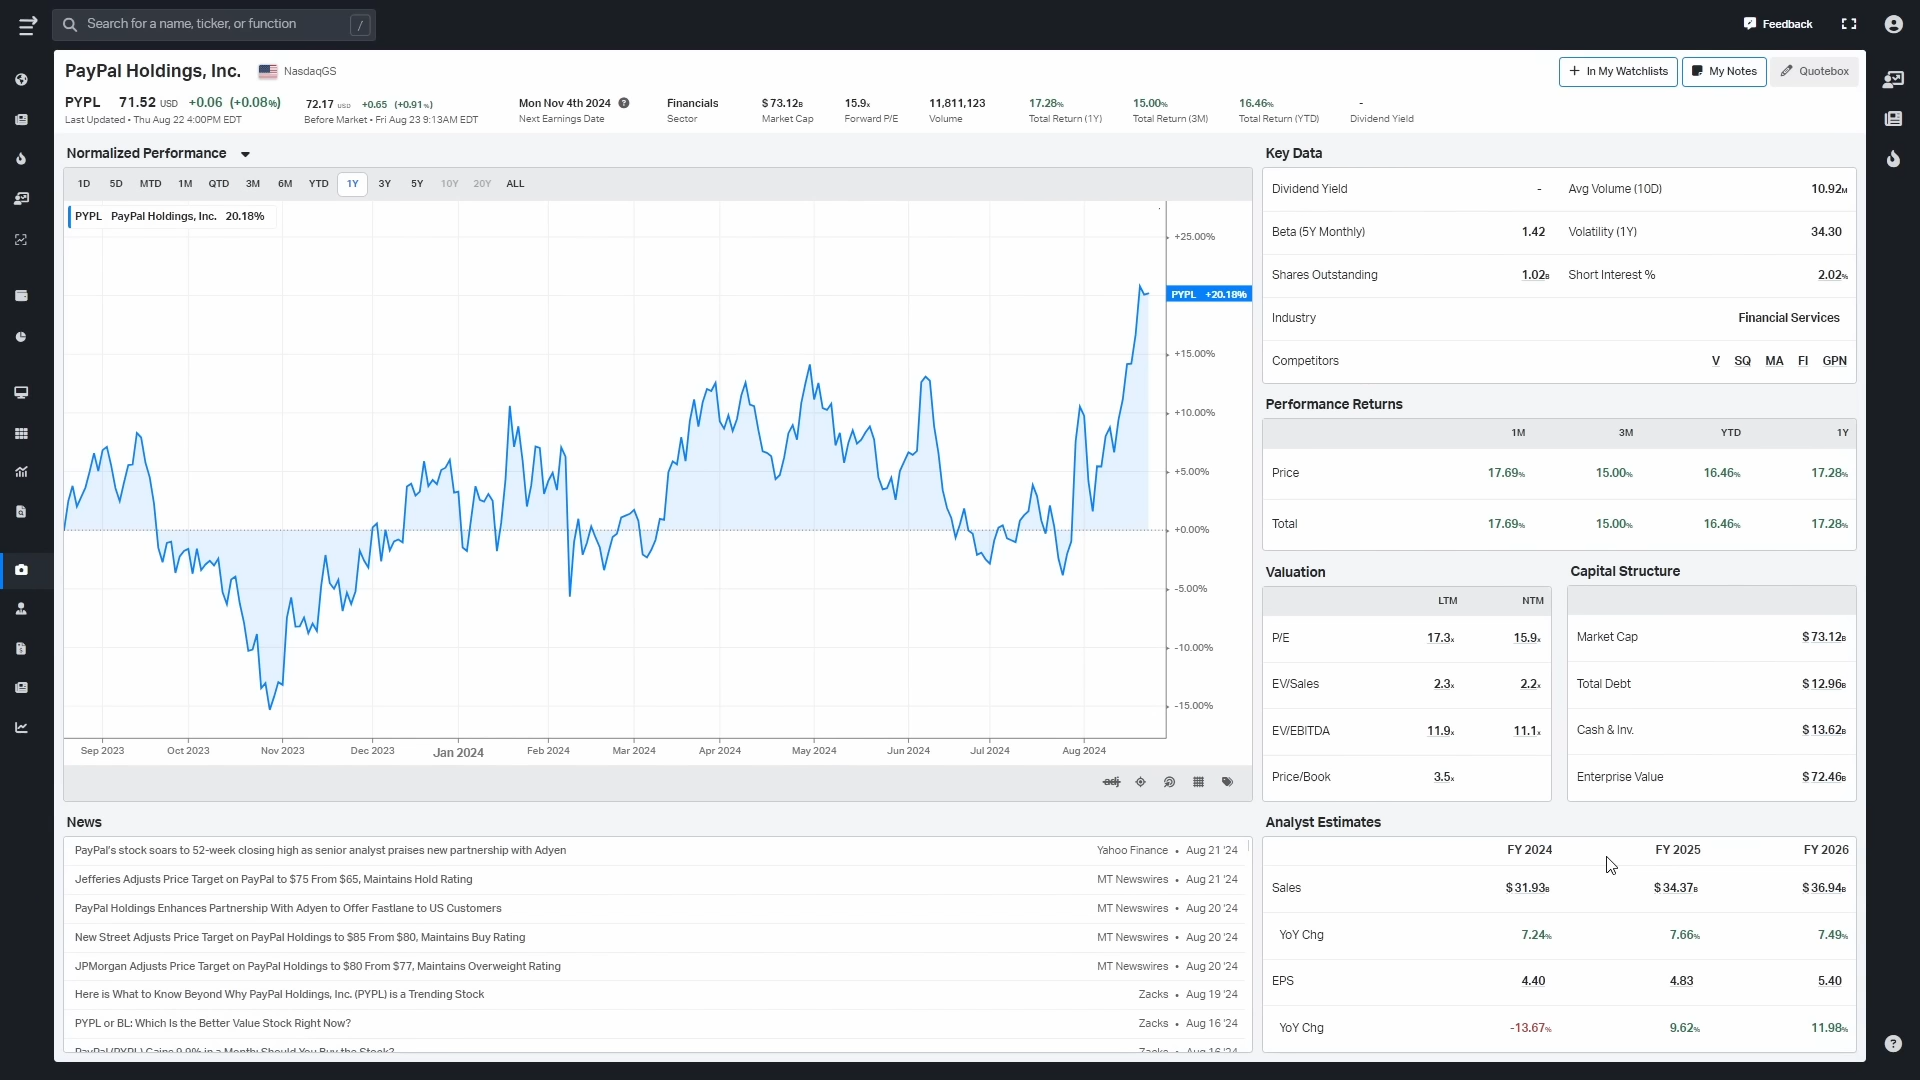 Search for a name, ticker, or function /
Feedback
PayPal Holdings, Inc. NasdaqGS
In My Watchlists My Notes Quotebox
PYPL 71.52 USD +0.06 (+0.08%) 72.17 USD +0.65 (+0.91%) Mon Nov 4th 2024 Financials $73.12B 15.9x 11,811,123 17.28% 15.00% 16.46% -
Last Updated • Thu Aug 22 4:00PM EDT Before Market • Fri Aug 23 9:13AM EDT Next Earnings Date Sector Market Cap Forward P/E Volume Total Return (1Y) Total Return (3M) Total Return (YTD) Dividend Yield
Normalized Performance
1D 5D MTD 1M QTD 3M 6M YTD 1Y 3Y 5Y 10Y 20Y ALL
PYPL PayPal Holdings, Inc. 20.18%
+25.00%
PYPL +20.18%
+15.00%
+10.00%
+5.00%
+0.00%
-5.00%
-10.00%
-15.00%
Sep 2023 Oct 2023 Nov 2023 Dec 2023 Jan 2024 Feb 2024 Mar 2024 Apr 2024 May 2024 Jun 2024 Jul 2024 Aug 2024
adj
News
PayPal's stock soars to 52-week closing high as senior analyst praises new partnership with Adyen Yahoo Finance • Aug 21 '24
Jefferies Adjusts Price Target on PayPal to $75 From $65, Maintains Hold Rating MT Newswires • Aug 21 '24
PayPal Holdings Enhances Partnership With Adyen to Offer Fastlane to US Customers MT Newswires • Aug 20 '24
New Street Adjusts Price Target on PayPal Holdings to $85 From $80, Maintains Buy Rating MT Newswires • Aug 20 '24
JPMorgan Adjusts Price Target on PayPal Holdings to $80 From $77, Maintains Overweight Rating MT Newswires • Aug 20 '24
Here is What to Know Beyond Why PayPal Holdings, Inc. (PYPL) is a Trending Stock Zacks • Aug 19 '24
PYPL or BL: Which Is the Better Value Stock Right Now? Zacks • Aug 16 '24
PayPal (PYPL) Gains 9.9% in a Month: Should You Buy the Stock? Zacks • Aug 16 '24
Key Data
Dividend Yield - Avg Volume (10D) 10.92M
Beta (5Y Monthly) 1.42 Volatility (1Y) 34.30
Shares Outstanding 1.02B Short Interest % 2.02%
Industry Financial Services
Competitors V SQ MA FI GPN
Performance Returns
1M 3M YTD 1Y
Price 17.69% 15.00% 16.46% 17.28%
Total 17.69% 15.00% 16.46% 17.28%
Valuation
LTM NTM
P/E 17.3x 15.9x
EV/Sales 2.3x 2.2x
EV/EBITDA 11.9x 11.1x
Price/Book 3.5x
Capital Structure
Market Cap $73.12B
Total Debt $12.96B
Cash & Inv. $13.62B
Enterprise Value $72.46B
Analyst Estimates
FY 2024 FY 2025 FY 2026
Sales $31.93B $34.37B $36.94B
YoY Chg 7.24% 7.66% 7.49%
EPS 4.40 4.83 5.40
YoY Chg -13.67% 9.62% 11.98%